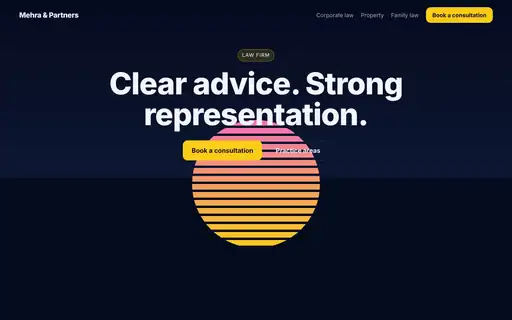 Mehra & Partners
Corporate law Property Family law Book a consultation
LAW FIRM
Clear advice. Strong
representation.
Book a consultation Practice areas